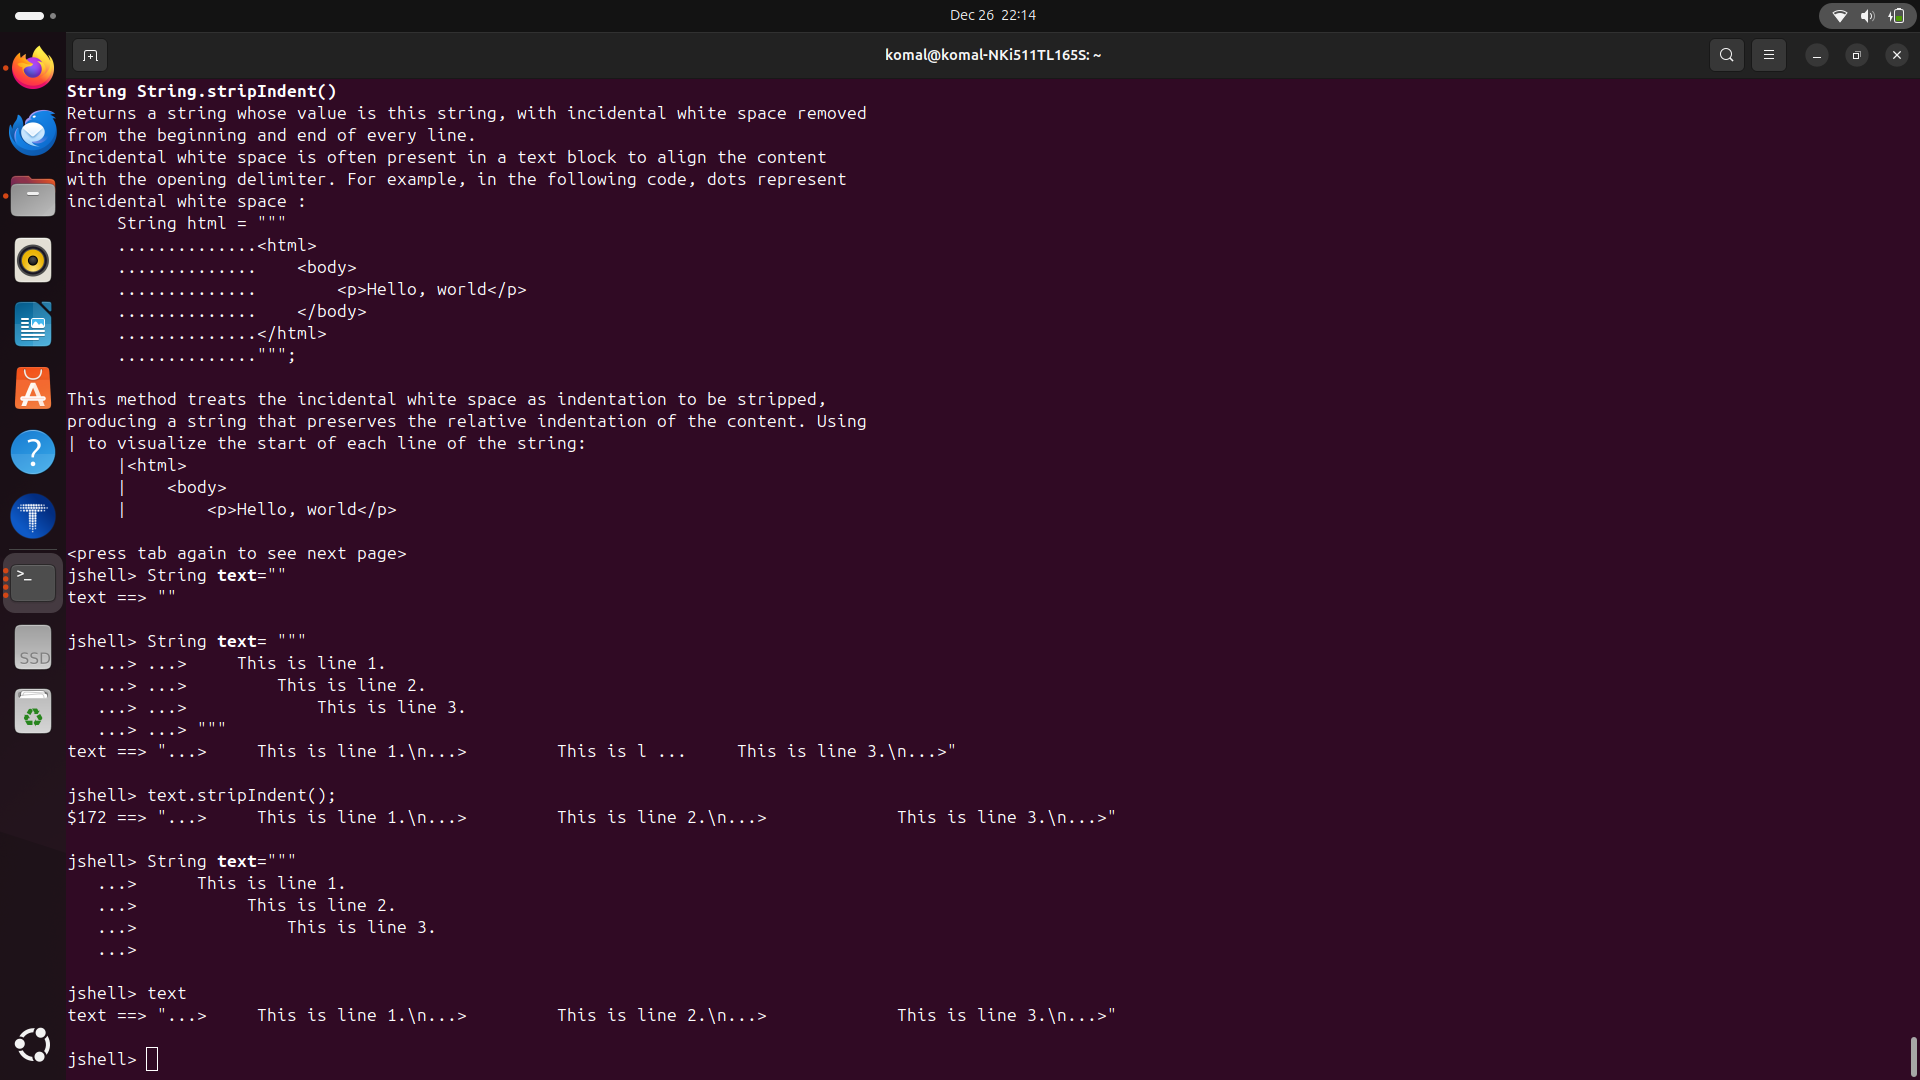 Dec 26 22:14
komal@komal-NKi511TL165S: ~
String String.stripIndent()
Returns a string whose value is this string, with incidental white space removed
from the beginning and end of every line.
Incidental white space is often present in a text block to align the content
with the opening delimiter. For example, in the following code, dots represent
incidental white space :
     String html = """
     ..............<html>
     ..............    <body>
     ..............        <p>Hello, world</p>
     ..............    </body>
     ..............</html>
     ..............""";
This method treats the incidental white space as indentation to be stripped,
producing a string that preserves the relative indentation of the content. Using
| to visualize the start of each line of the string:
     |<html>
     |    <body>
     |        <p>Hello, world</p>
<press tab again to see next page>
jshell> String text=""
text ==> ""
jshell> String text= """
   ...> ...>     This is line 1.
   ...> ...>         This is line 2.
   ...> ...>             This is line 3.
   ...> ...> """
text ==> "...>     This is line 1.\n...>         This is l ...     This is line 3.\n...>"
jshell> text.stripIndent();
$172 ==> "...>     This is line 1.\n...>         This is line 2.\n...>             This is line 3.\n...>"
jshell> String text="""
   ...>      This is line 1.
   ...>           This is line 2.
   ...>               This is line 3.
   ...>
jshell> text
text ==> "...>     This is line 1.\n...>         This is line 2.\n...>             This is line 3.\n...>"
jshell>
SSD